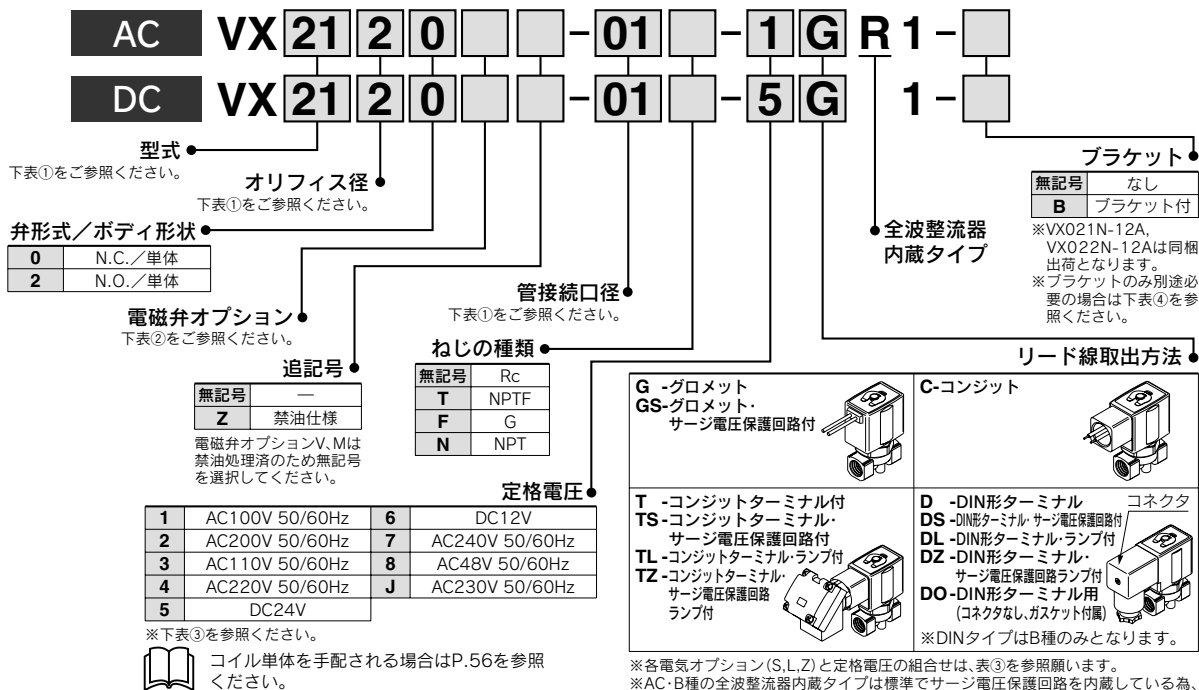 AC VX 21 2 0 - 01 - 1 G R 1 -
DC VX 21 2 0 - 01 - 5 G 1 -
型式
下表①をご参照ください。
オリフィス径
下表①をご参照ください。
弁形式／ボディ形状
0 N.C.／単体
2 N.O.／単体
電磁弁オプション
下表②をご参照ください。
追記号
無記号 —
Z 禁油仕様
電磁弁オプションV、Mは
禁油処理済のため無記号
を選択してください。
管接続口径
下表①をご参照ください。
ねじの種類
無記号 Rc
T NPTF
F G
N NPT
定格電圧
1 AC100V 50/60Hz 6 DC12V
2 AC200V 50/60Hz 7 AC240V 50/60Hz
3 AC110V 50/60Hz 8 AC48V 50/60Hz
4 AC220V 50/60Hz J AC230V 50/60Hz
5 DC24V
※下表③を参照ください。
コイル単体を手配される場合はP.56を参照
ください。
全波整流器
内蔵タイプ
ブラケット
無記号 なし
B ブラケット付
※VX021N-12A,
VX022N-12Aは同梱
出荷となります。
※ブラケットのみ別途必
要の場合は下表④を参
照ください。
リード線取出方法
G -グロメット
GS-グロメット・
サージ電圧保護回路付
C-コンジット
T -コンジットターミナル付
TS-コンジットターミナル・
サージ電圧保護回路付
TL-コンジットターミナル・ランプ付
TZ-コンジットターミナル・
サージ電圧保護回路
ランプ付
D -DIN形ターミナル
DS-DIN形ターミナル・サージ電圧保護回路付
DL-DIN形ターミナル・ランプ付
DZ-DIN形ターミナル・
サージ電圧保護回路ランプ付
DO-DIN形ターミナル用
(コネクタなし、ガスケット付属)
コネクタ
※DINタイプはB種のみとなります。
※各電気オプション(S,L,Z)と定格電圧の組合せは、表③を参照願います。
※AC・B種の全波整流器内蔵タイプは標準でサージ電圧保護回路を内蔵している為、